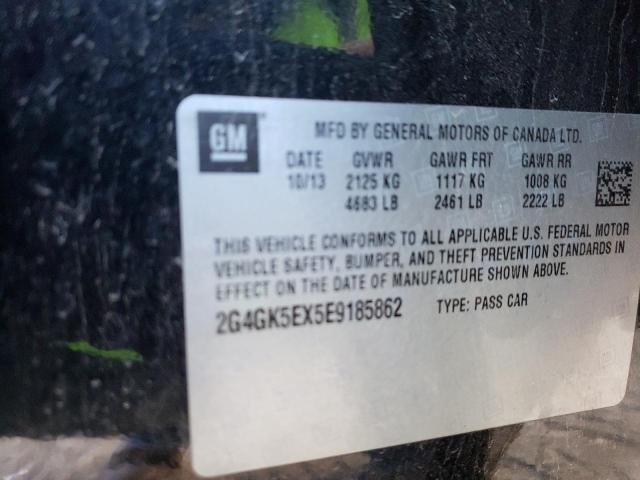 GM
MFD BY GENERAL MOTORS OF CANADA LTD.
DATE GVWR GAWR FRT GAWR RR
10/13 2125 KG 1117 KG 1008 KG
4683 LB 2461 LB 2222 LB
THIS VEHICLE CONFORMS TO ALL APPLICABLE U.S. FEDERAL MOTOR
VEHICLE SAFETY, BUMPER, AND THEFT PREVENTION STANDARDS IN
EFFECT ON THE DATE OF MANUFACTURE SHOWN ABOVE.
2G4GK5EX5E9185862 TYPE: PASS CAR